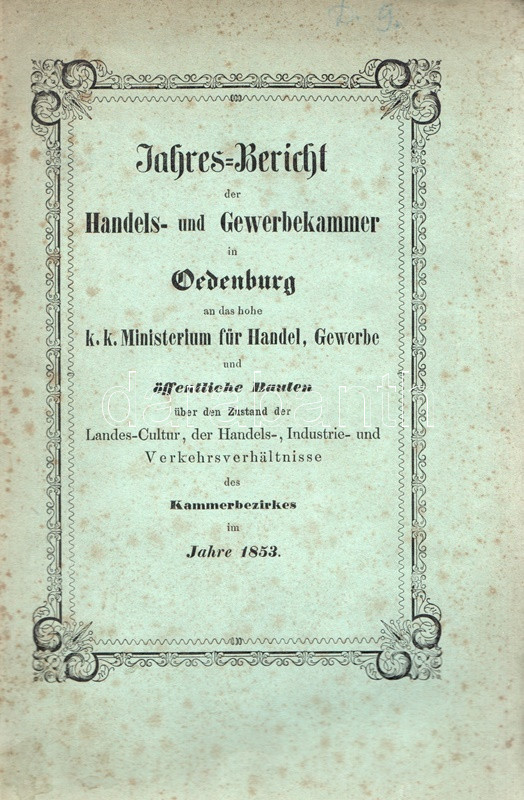 Jahres=Bericht
der
Handels- und Gewerbekammer
in
Oedenburg
an das hohe
k. k. Ministerium für Handel, Gewerbe
und
öffentliche Bauten
über den Zustand der
Landes-Cultur, der Handels-, Industrie- und
Verkehrsverhältnisse
des
Kammerbezirkes
im
Jahre 1853.